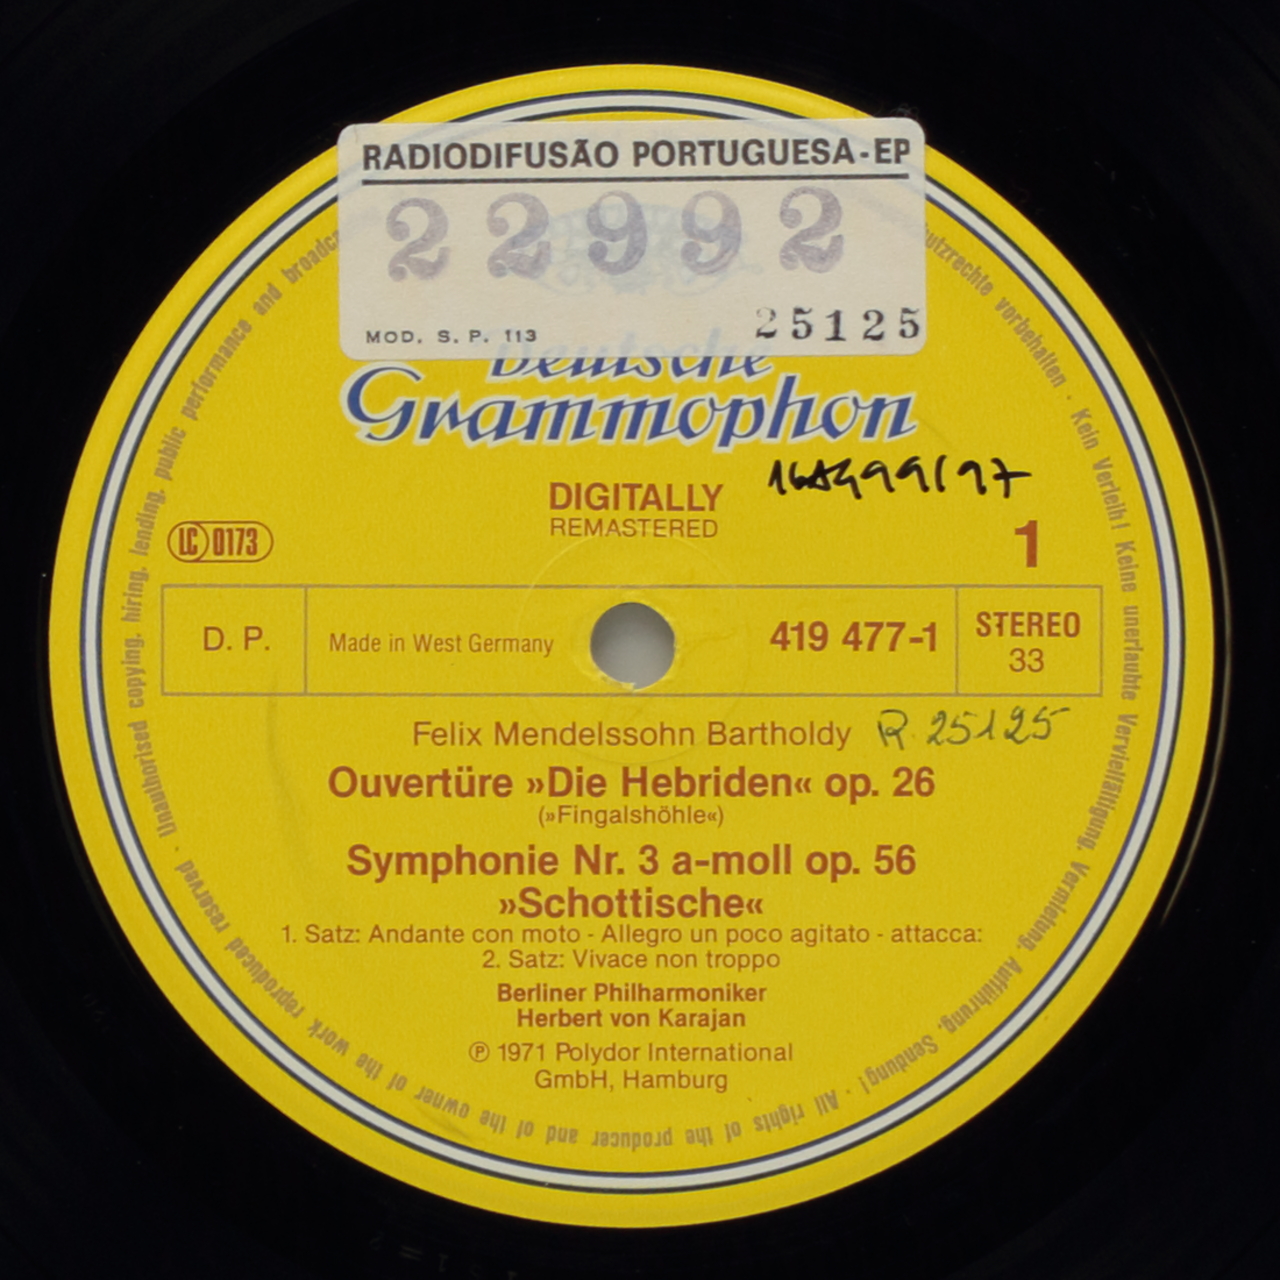 RADIODIFUSÃO PORTUGUESA-EP
22992
MOD. S. P. 113
25125
Deutsche
Grammophon
DIGITALLY
REMASTERED
LC 0173
1
D. P.
Made in West Germany
419 477-1
STEREO
33
Felix Mendelssohn Bartholdy
R. 25125
Ouvertüre »Die Hebriden« op. 26
(»Fingalshöhle«)
Symphonie Nr. 3 a-moll op. 56
»Schottische«
1. Satz: Andante con moto - Allegro un poco agitato - attacca:
2. Satz: Vivace non troppo
Berliner Philharmoniker
Herbert von Karajan
℗ 1971 Polydor International
GmbH, Hamburg
vorbehalten · Kein Verleih! Keine unerlaubte Vervielfältigung, Vermietung, Aufführung, Sendung! · All rights of the producer and of the owner of the work reproduced reserved · Unauthorised copying, hiring, lending, public performance and